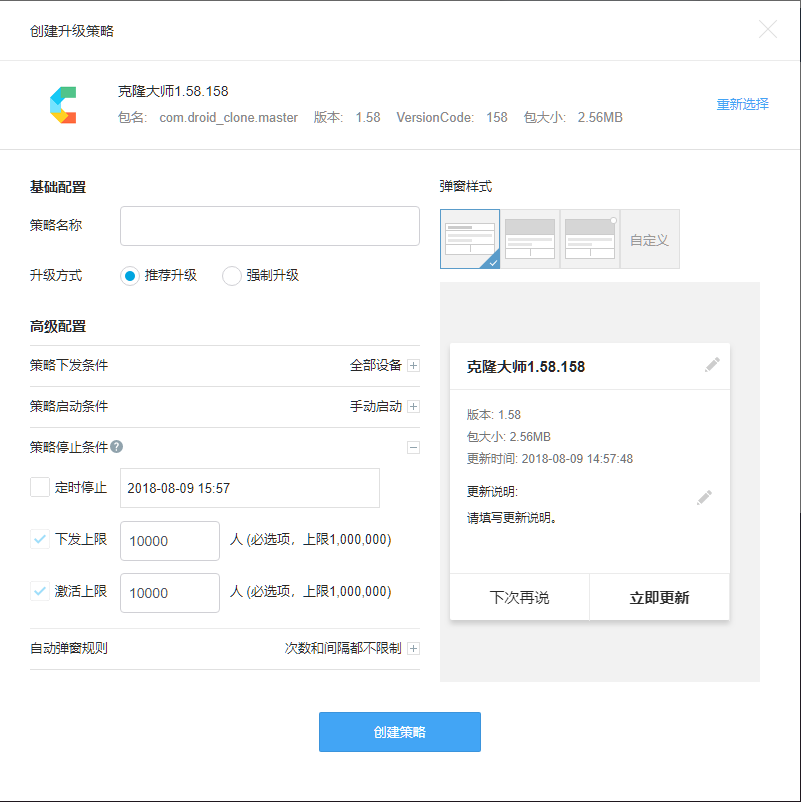 创建升级策略
克隆大师1.58.158
包名: com.droid_clone.master 版本: 1.58 VersionCode: 158 包大小: 2.56MB
重新选择
基础配置
策略名称
升级方式 推荐升级 强制升级
高级配置
策略下发条件 全部设备
策略启动条件 手动启动
策略停止条件 ?
定时停止 2018-08-09 15:57
下发上限 10000 人 (必选项，上限1,000,000)
激活上限 10000 人 (必选项，上限1,000,000)
自动弹窗规则 次数和间隔都不限制
弹窗样式
自定义
克隆大师1.58.158
版本: 1.58
包大小: 2.56MB
更新时间: 2018-08-09 14:57:48
更新说明:
请填写更新说明。
下次再说 立即更新
创建策略